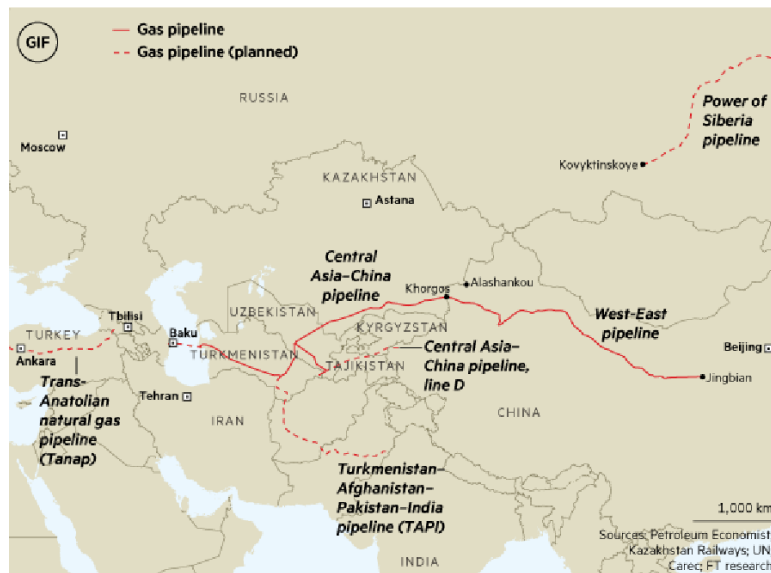 GIF
Gas pipeline
Gas pipeline (planned)
RUSSIA
Moscow
Power of
Siberia
pipeline
Kovyktinskoye
KAZAKHSTAN
Astana
Central
Asia–China
pipeline
Khorgos
Alashankou
UZBEKISTAN
KYRGYZSTAN
West-East
pipeline
Tbilisi
TURKEY
Baku
TURKMENISTAN
Ankara
TAJIKISTAN
Central Asia–
China pipeline,
line D
Beijing
Jingbian
Trans-
Anatolian
natural gas
pipeline
(Tanap)
Tehran
IRAN
CHINA
Turkmenistan–
Afghanistan–
Pakistan–India
pipeline (TAPI)
INDIA
1,000 km
Sources: Petroleum Economist;
Kazakhstan Railways; UN;
Carec; FT research